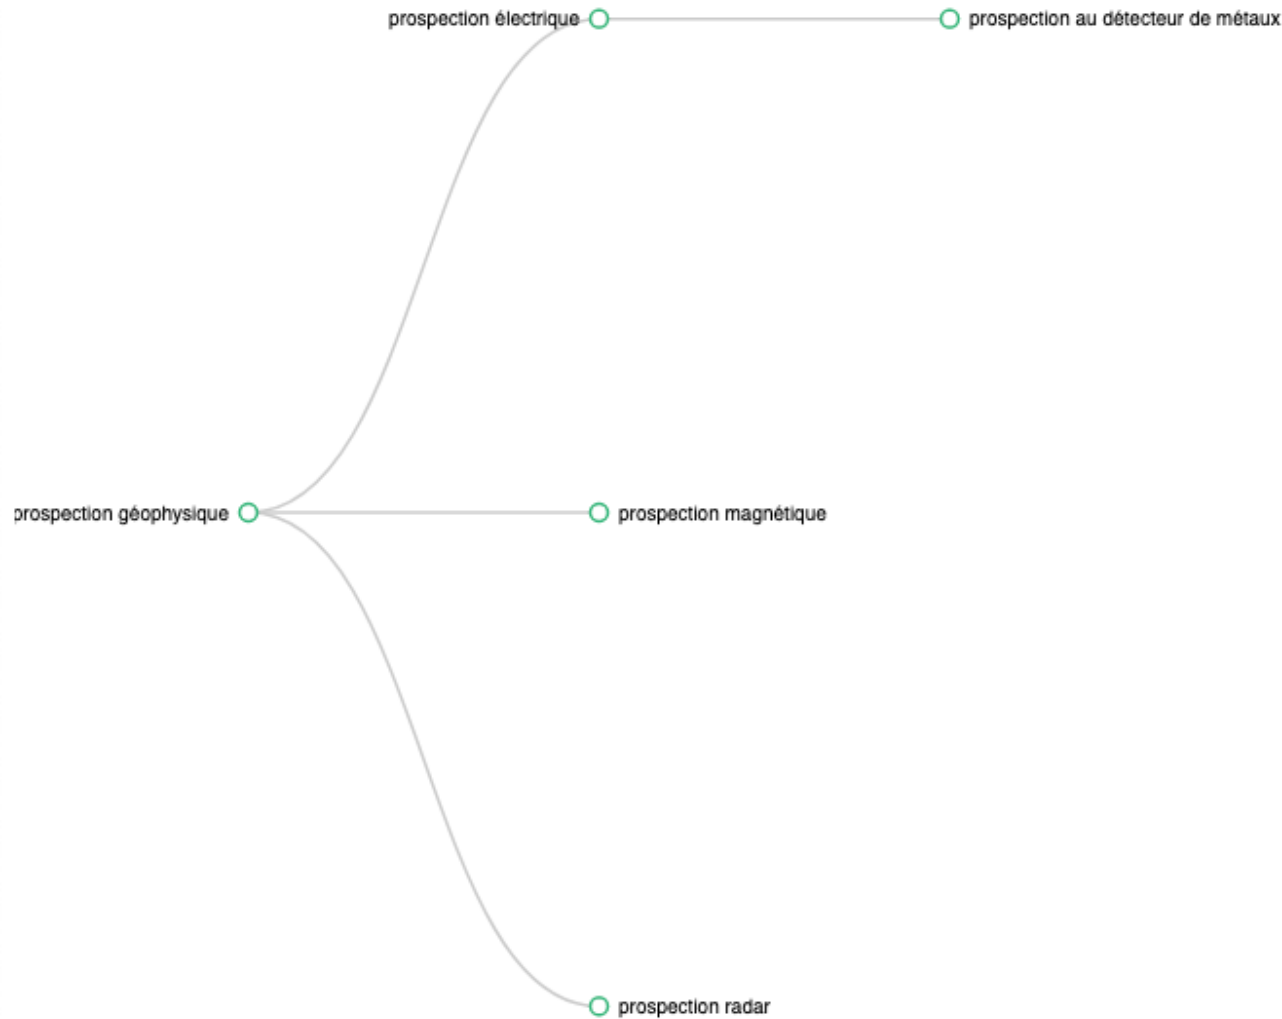 prospection électrique
prospection au détecteur de métaux
prospection géophysique
prospection magnétique
prospection radar